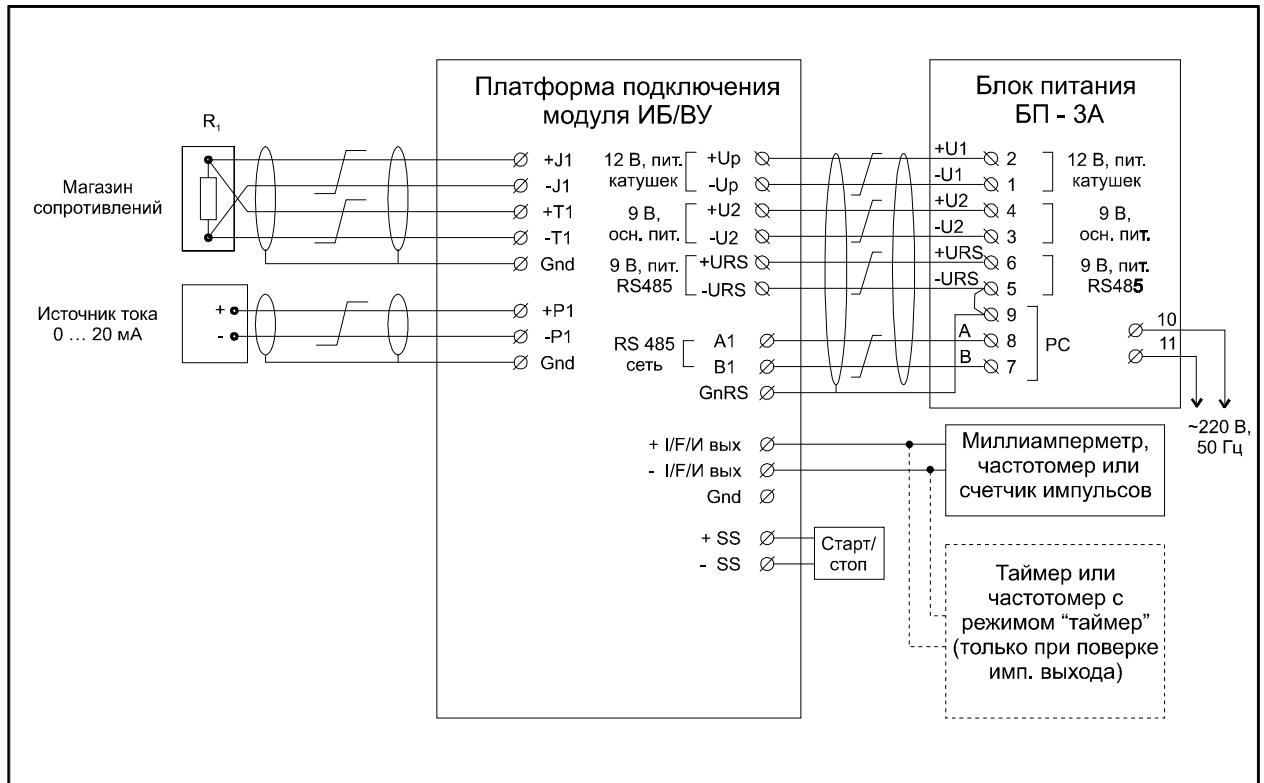 Платформа подключения
модуля ИБ/ВУ
Блок питания
БП - 3А
R1
Магазин
сопротивлений
+J1
-J1
+T1
-T1
Gnd
Источник тока
0 … 20 мА
+
-
+P1
-P1
Gnd
12 В, пит.
катушек
+Up
-Up
9 В,
осн. пит.
+U2
-U2
9 В, пит.
RS485
+URS
-URS
RS 485
сеть
A1
B1
GnRS
+ I/F/И вых
- I/F/И вых
Gnd
+ SS
- SS
Старт/
стоп
+U1
-U1
+U2
-U2
+URS
-URS
A
B
2
1
4
3
6
5
9
8
7
12 В, пит.
катушек
9 В,
осн. пит.
9 В, пит.
RS485
PC
10
11
~220 В,
50 Гц
Миллиамперметр,
частотомер или
счетчик импульсов
Таймер или
частотомер с
режимом “таймер”
(только при поверке
имп. выхода)